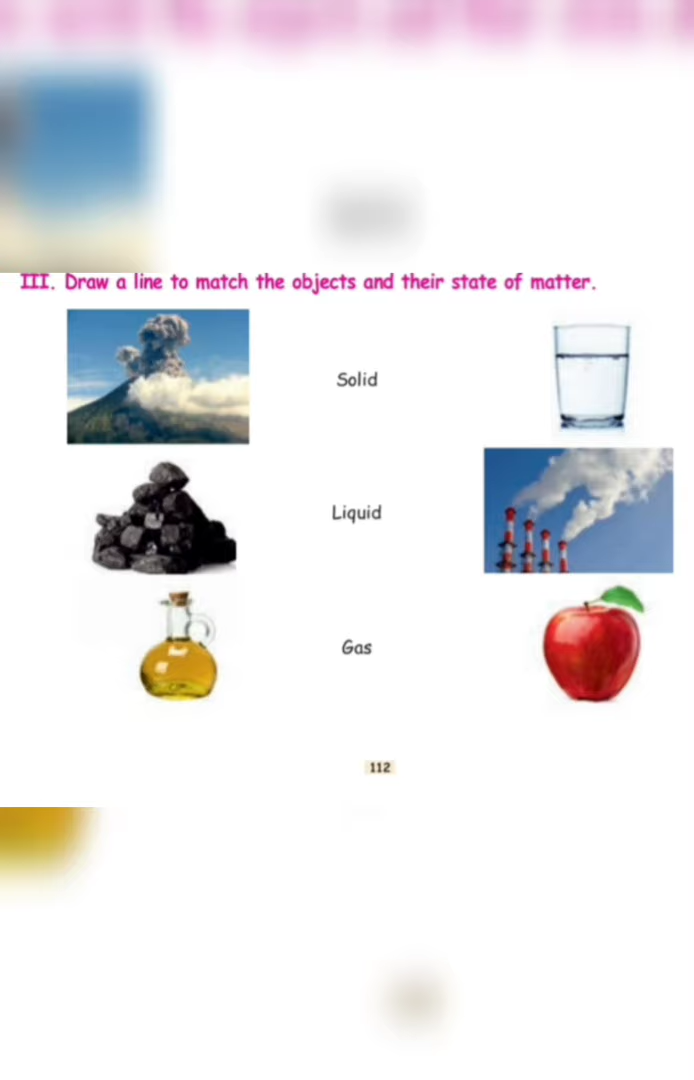 III. Draw a line to match the objects and their state of matter.
Solid
Liquid
Gas
112